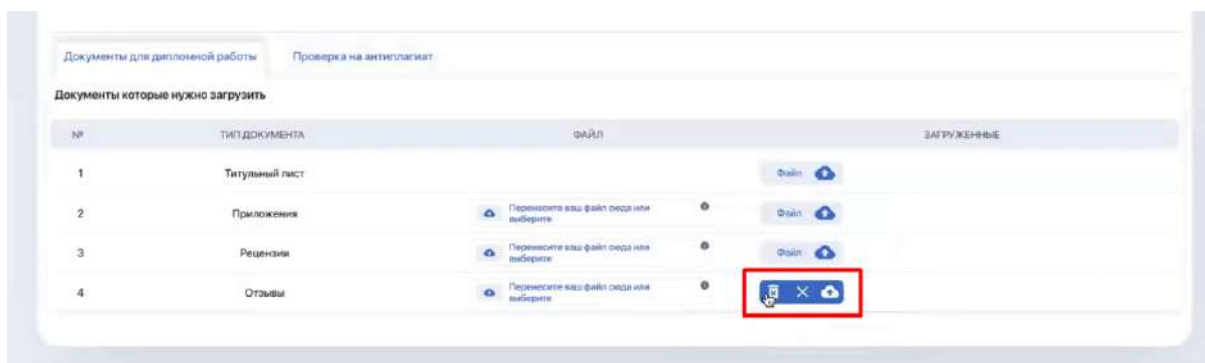 Документы для дипломной работы Проверка на антиплагиат
Документы которые нужно загрузить
№ ТИП ДОКУМЕНТА ФАЙЛ ЗАГРУЖЕННЫЕ
1 Титульный лист Файл
2 Приложения Перенесите ваш файл сюда или
выберите Файл
3 Рецензии Перенесите ваш файл сюда или
выберите Файл
4 Отзывы Перенесите ваш файл сюда или
выберите